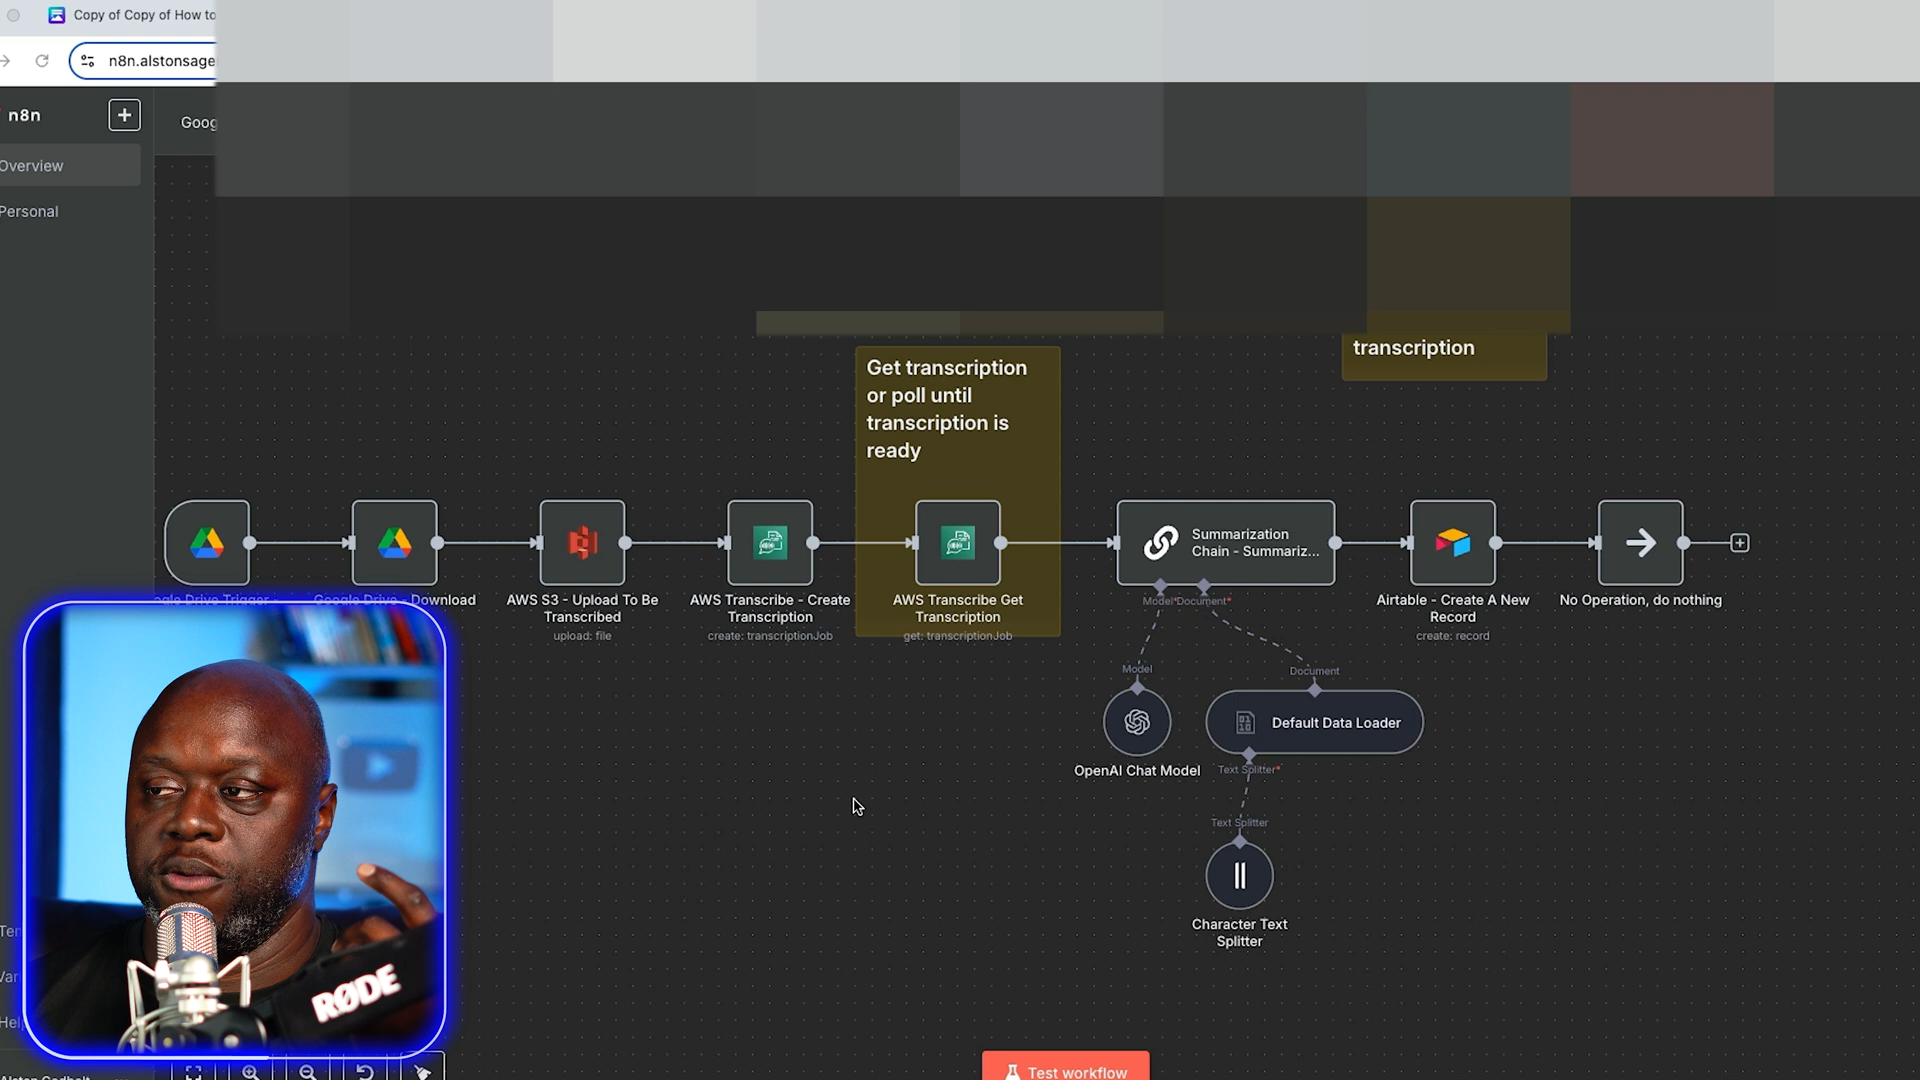 Copy of Copy of How to
n8n.alstonsage
n8n
Goog
Overview
Personal
transcription
Get transcription
or poll until
transcription is
ready
Summarization
Chain - Summariz...
Google Drive - Download
AWS S3 - Upload To Be
Transcribed
upload: file
AWS Transcribe - Create
Transcription
create: transcriptionJob
AWS Transcribe Get
Transcription
get: transcriptionJob
Model*
Document*
Airtable - Create A New
Record
create: record
No Operation, do nothing
Model
Document
Default Data Loader
OpenAI Chat Model
Text Splitter*
Text Splitter
Character Text
Splitter
RØDE
Test workflow